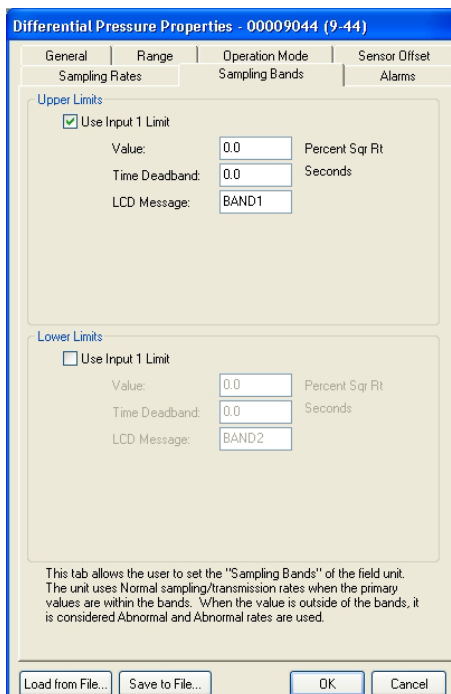 Differential Pressure Properties - 00009044 (9-44)
General Range Operation Mode Sensor Offset
Sampling Rates Sampling Bands Alarms
Upper Limits
Use Input 1 Limit
Value: 0.0 Percent Sqr Rt
Time Deadband: 0.0 Seconds
LCD Message: BAND1
Lower Limits
Use Input 1 Limit
Value: 0.0 Percent Sqr Rt
Time Deadband: 0.0 Seconds
LCD Message: BAND2
This tab allows the user to set the "Sampling Bands" of the field unit.
The unit uses Normal sampling/transmission rates when the primary
values are within the bands. When the value is outside of the bands, it
is considered Abnormal and Abnormal rates are used.
Load from File... Save to File... OK Cancel